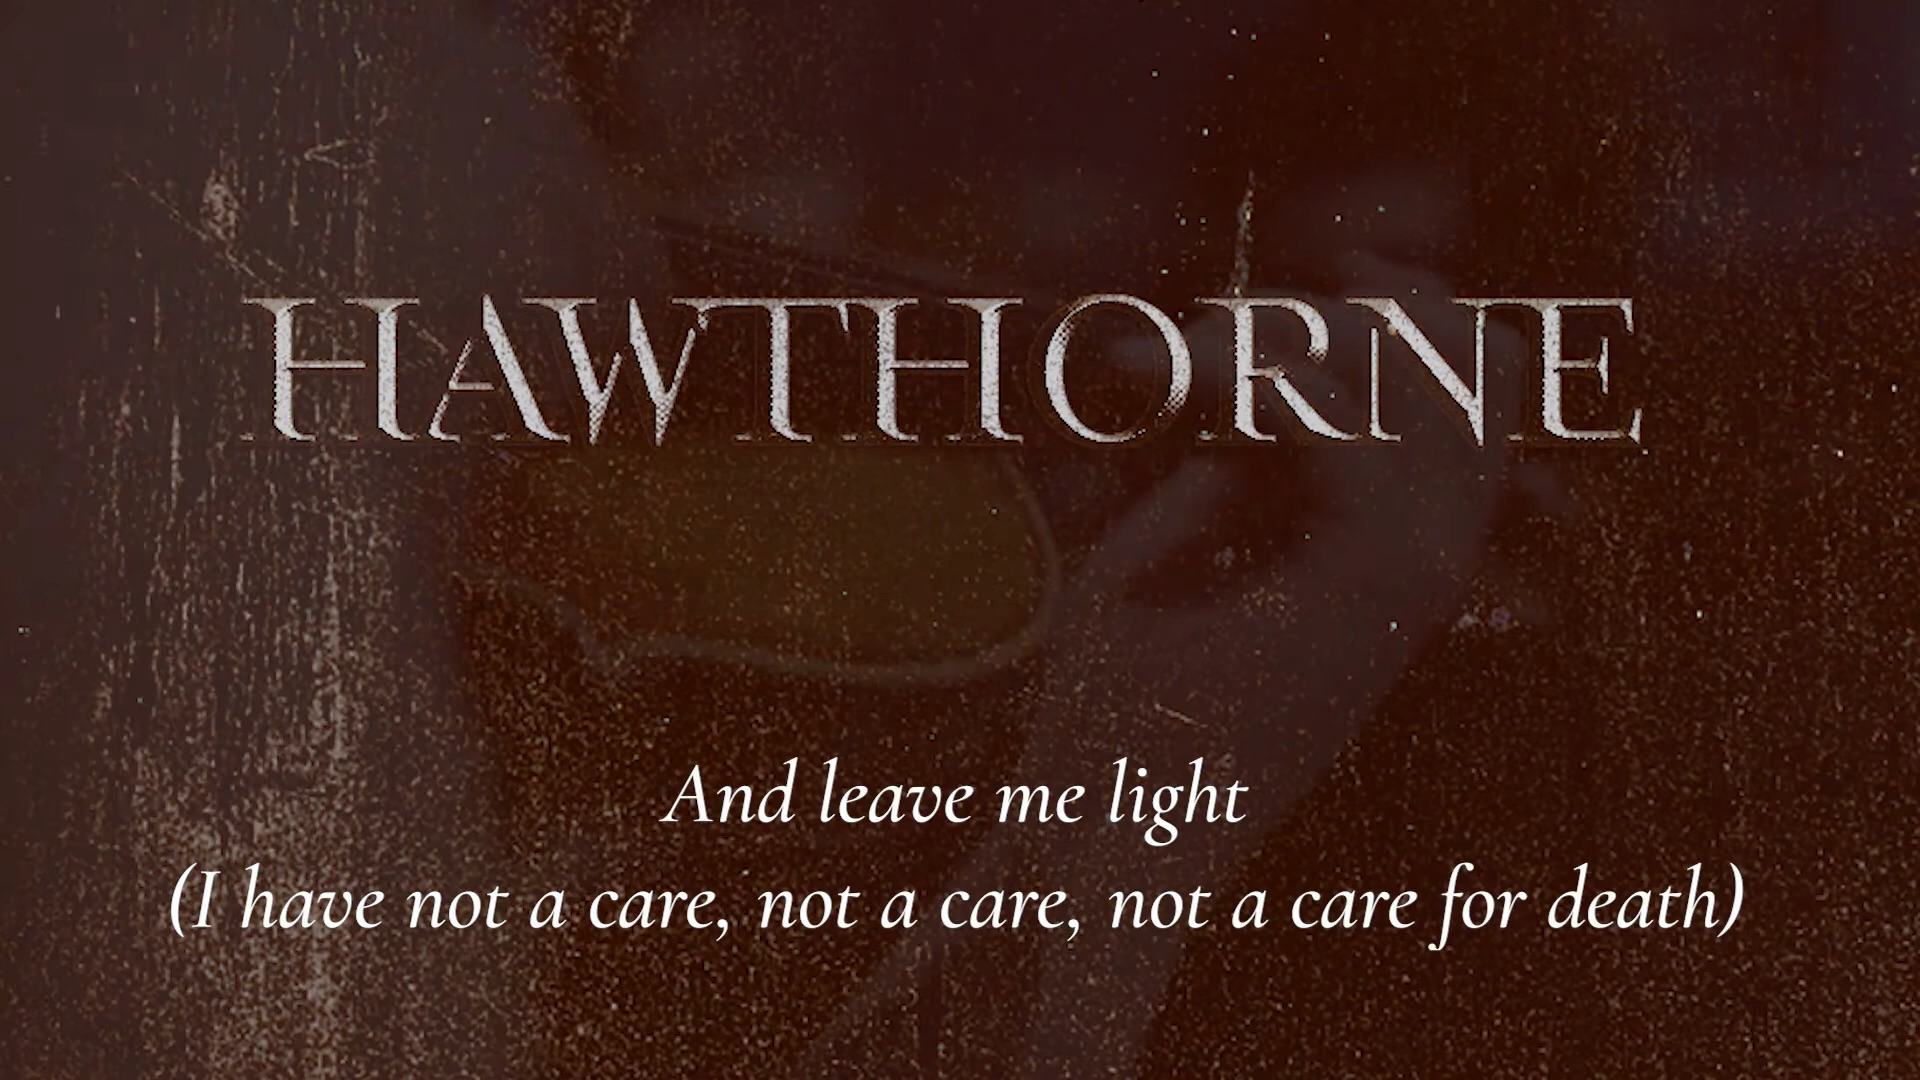 HAWTHORNE
And leave me light
(I have not a care, not a care, not a care for death)